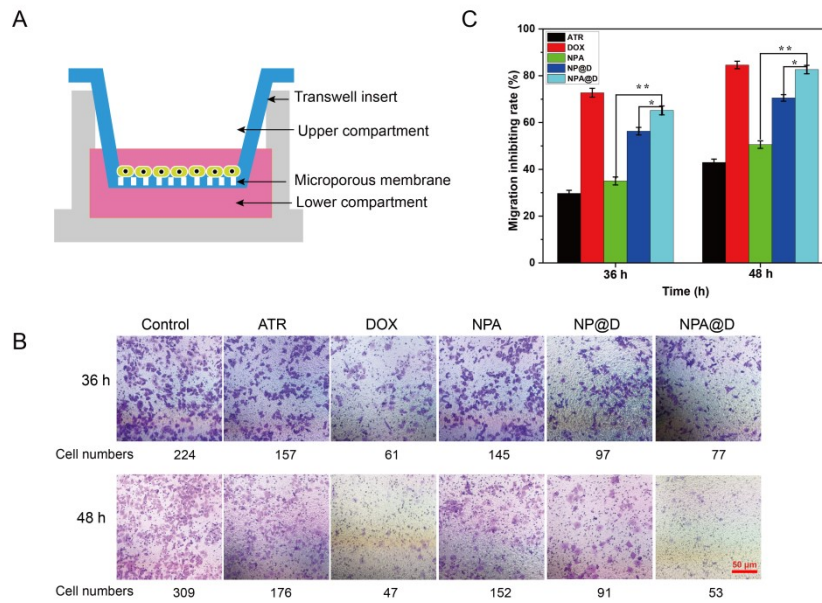 A
Transwell insert
Upper compartment
Microporous membrane
Lower compartment
C
Migration inhibiting rate (%)
100
80
60
40
20
0
ATR
DOX
NPA
NP@D
NPA@D
**
*
**
*
36 h
48 h
Time (h)
B
Control ATR DOX NPA NP@D NPA@D
36 h
Cell numbers 224 157 61 145 97 77
48 h
50 µm
Cell numbers 309 176 47 152 91 53